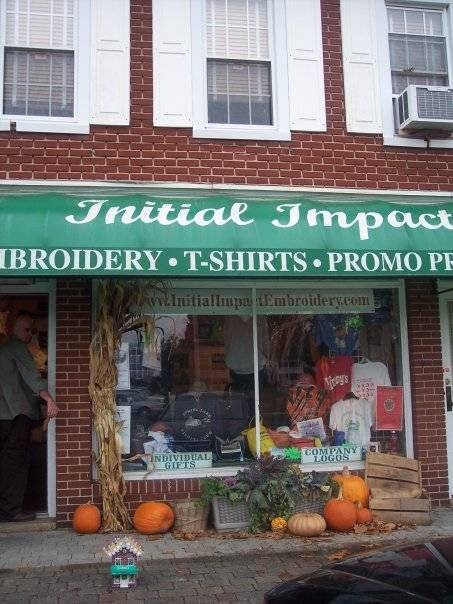 Initial Impact
MBROIDERY • T-SHIRTS • PROMO PR
www.InitialImpactEmbroidery.com
INDIVIDUAL
GIFTS
COMPANY
LOGOS